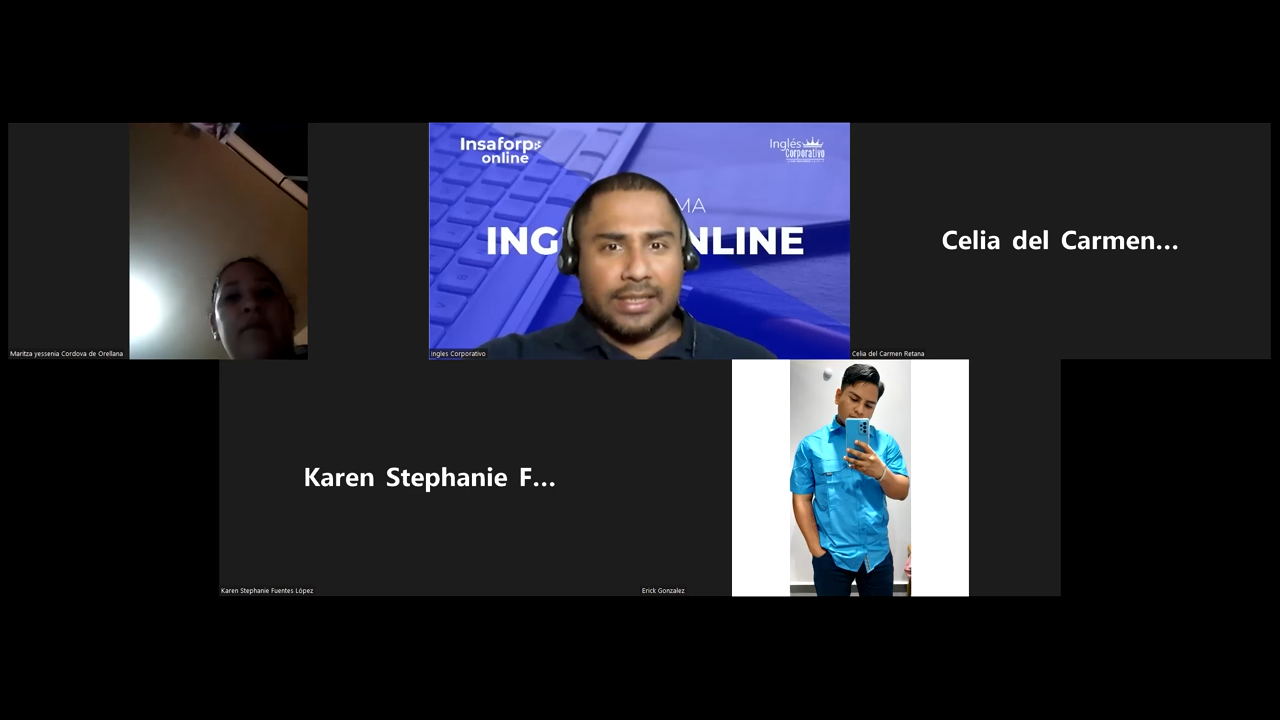 Insaforp
online
Inglés
Corporativo
MA
ING NLINE
Celia del Carmen...
Maritza yessenia Cordova de Orellana
Ingles Corporativo
Celia del Carmen Retana
Karen Stephanie F...
Karen Stephanie Fuentes López
Erick Gonzalez